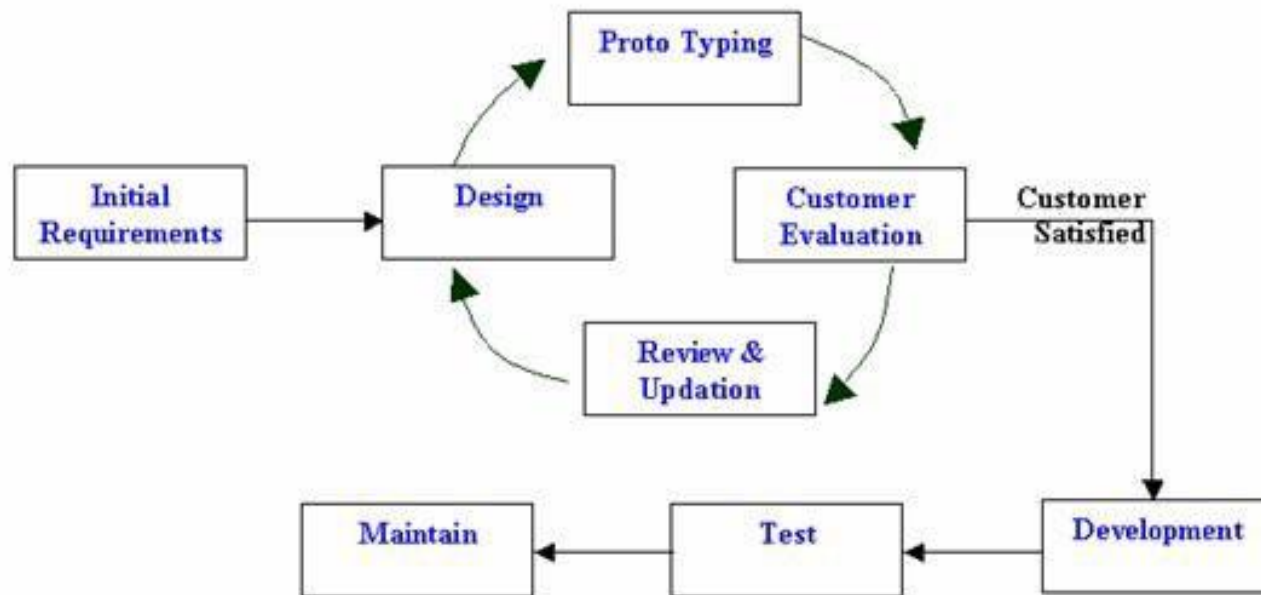 Proto Typing
Initial
Requirements
Design
Customer
Evaluation
Customer
Satisfied
Review &
Updation
Maintain
Test
Development